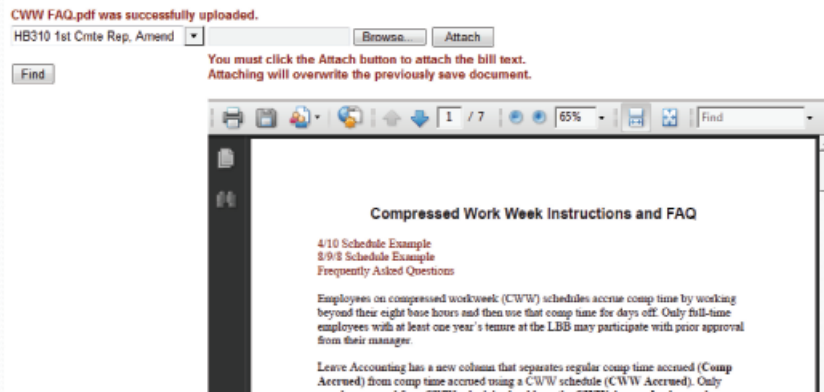 CWW FAQ.pdf was successfully uploaded.
HB310 1st Cmte Rep, Amend
Browse...
Attach
You must click the Attach button to attach the bill text.
Find
Attaching will overwrite the previously save document.
1 / 7
65%
Find
Compressed Work Week Instructions and FAQ
4/10 Schedule Example
8/9/8 Schedule Example
Frequently Asked Questions
Employees on compressed workweek (CWW) schedules accrue comp time by working
beyond their eight base hours and then use that comp time for days off. Only full-time
employees with at least one year's tenure at the LBB may participate with prior approval
from their manager.
Leave Accounting has a new column that separates regular comp time accrued (Comp
Accrued) from comp time accrued using a CWW schedule (CWW Accrued). Only